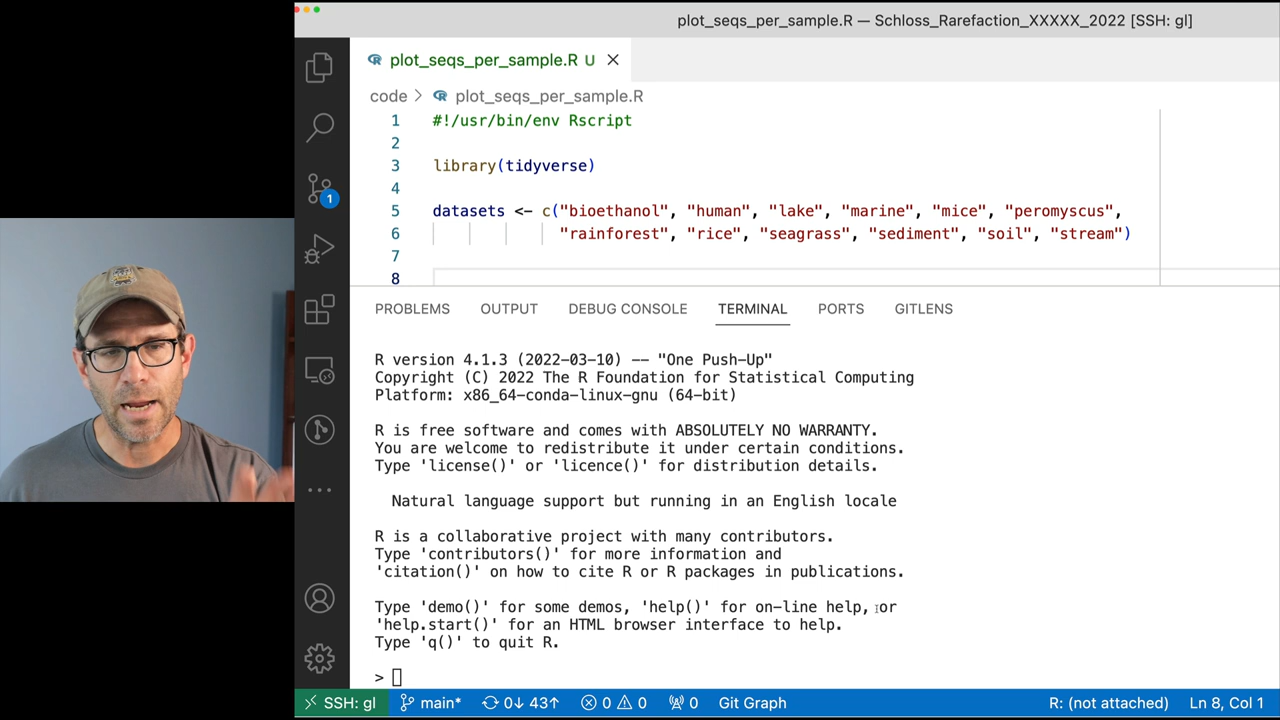 plot_seqs_per_sample.R — Schloss_Rarefaction_XXXXX_2022 [SSH: gl]
plot_seqs_per_sample.R U
code > plot_seqs_per_sample.R
1 #!/usr/bin/env Rscript
2
3 library(tidyverse)
4
5 datasets <- c("bioethanol", "human", "lake", "marine", "mice", "peromyscus",
6 "rainforest", "rice", "seagrass", "sediment", "soil", "stream")
7
8
1
PROBLEMS OUTPUT DEBUG CONSOLE TERMINAL PORTS GITLENS
R version 4.1.3 (2022-03-10) -- "One Push-Up"
Copyright (C) 2022 The R Foundation for Statistical Computing
Platform: x86_64-conda-linux-gnu (64-bit)
R is free software and comes with ABSOLUTELY NO WARRANTY.
You are welcome to redistribute it under certain conditions.
Type 'license()' or 'licence()' for distribution details.
Natural language support but running in an English locale
R is a collaborative project with many contributors.
Type 'contributors()' for more information and
'citation()' on how to cite R or R packages in publications.
Type 'demo()' for some demos, 'help()' for on-line help, or
'help.start()' for an HTML browser interface to help.
Type 'q()' to quit R.
>
SSH: gl main* 0↓ 43↑ 0 0 0 Git Graph R: (not attached) Ln 8, Col 1